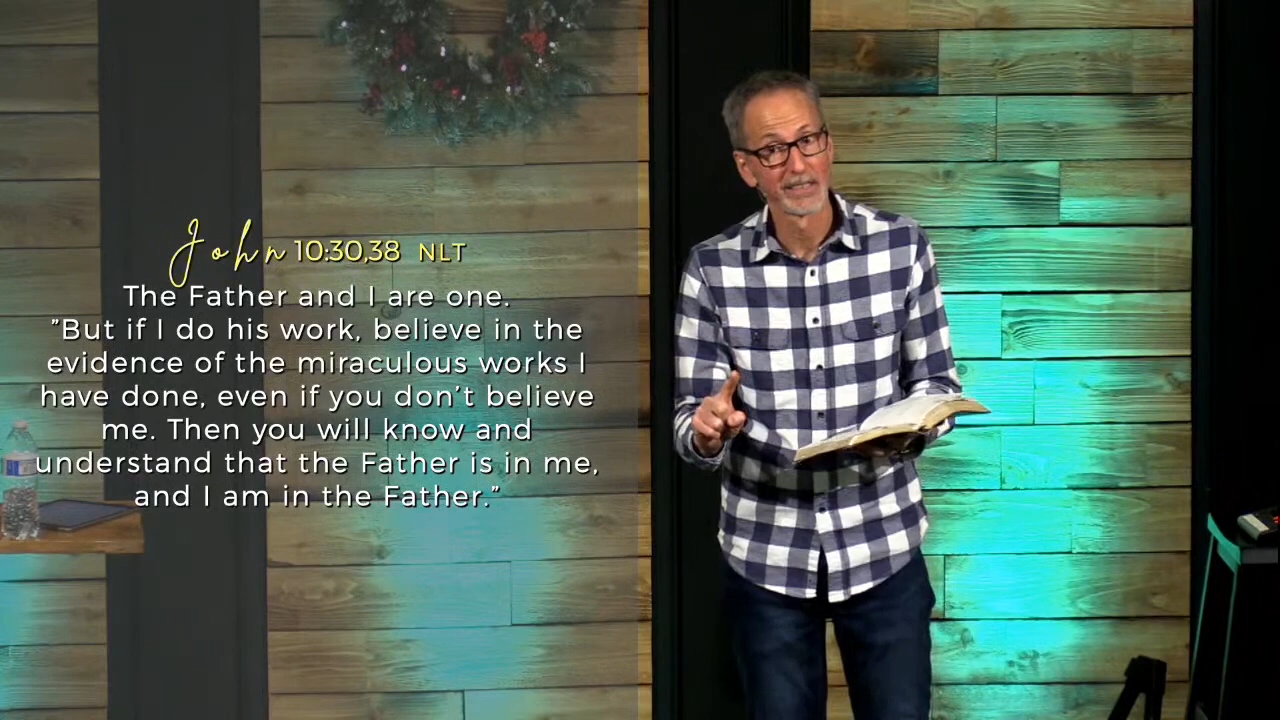 John 10:30,38 NLT
The Father and I are one.
"But if I do his work, believe in the
evidence of the miraculous works I
have done, even if you don't believe
me. Then you will know and
understand that the Father is in me,
and I am in the Father."